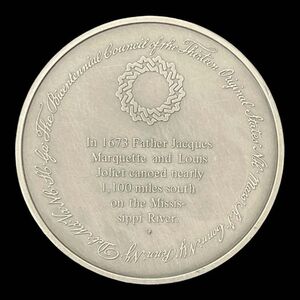 The Bicentennial Council of the Thirteen Original States
In 1673 Father Jacques
Marquette and Louis
Joliet canoed nearly
1,100 miles south
on the Missis-
sippi River.